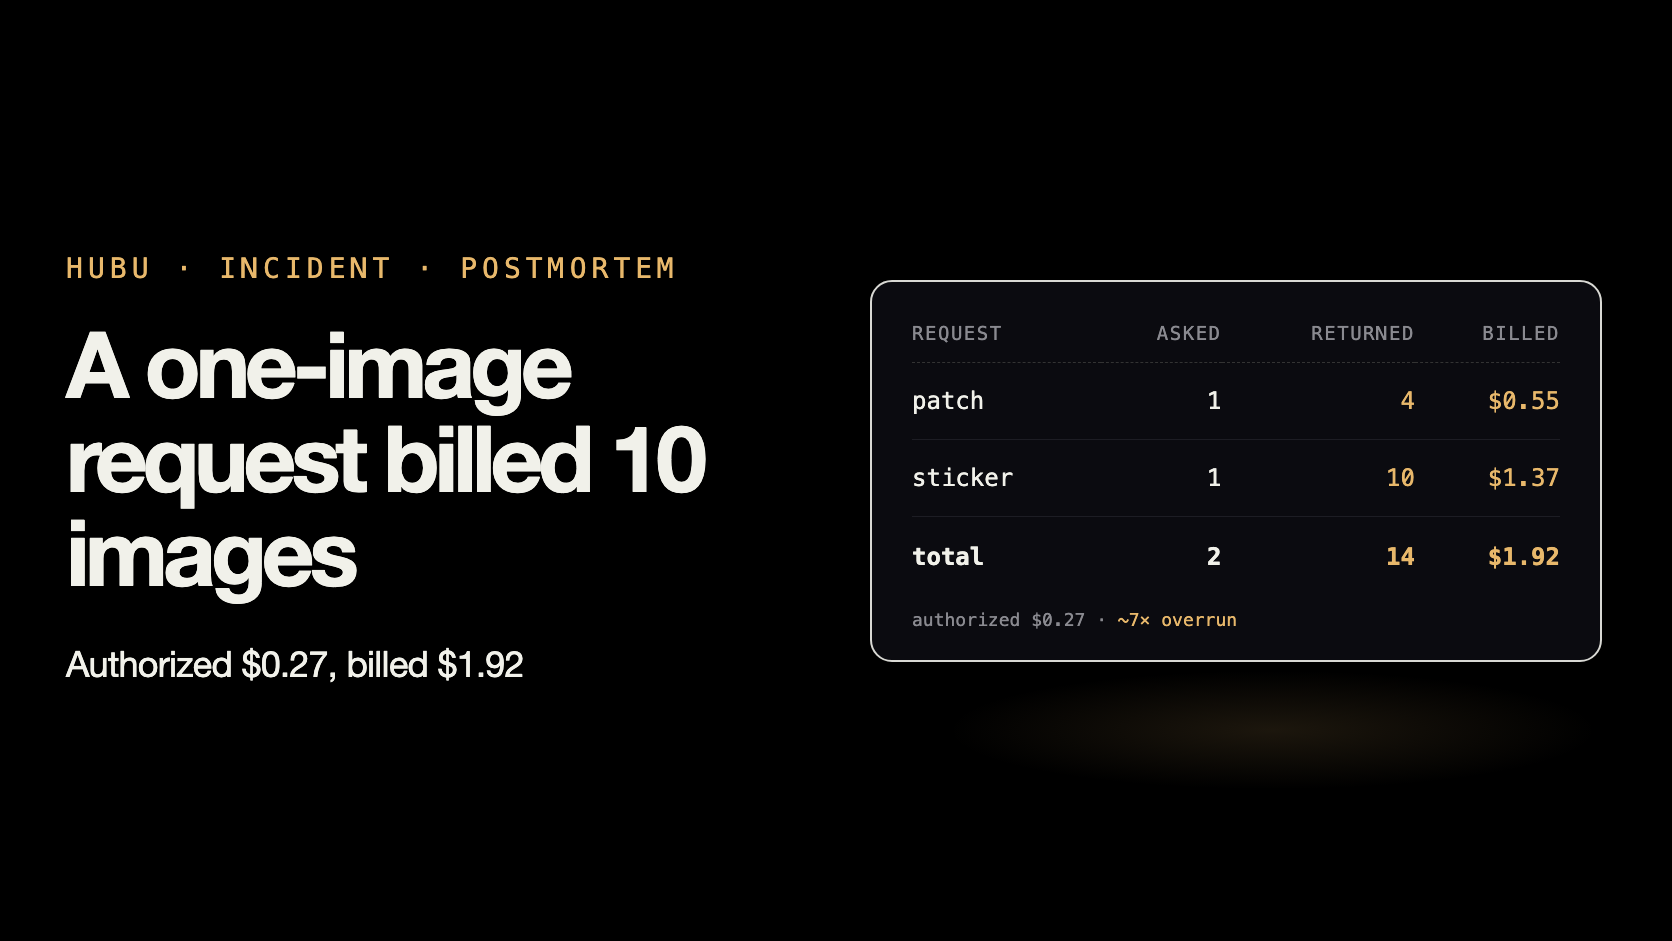 HUBU · INCIDENT · POSTMORTEM
A one-image
request billed 10
images
Authorized $0.27, billed $1.92
REQUEST ASKED RETURNED BILLED
patch 1 4 $0.55
sticker 1 10 $1.37
total 2 14 $1.92
authorized $0.27 · ~7× overrun